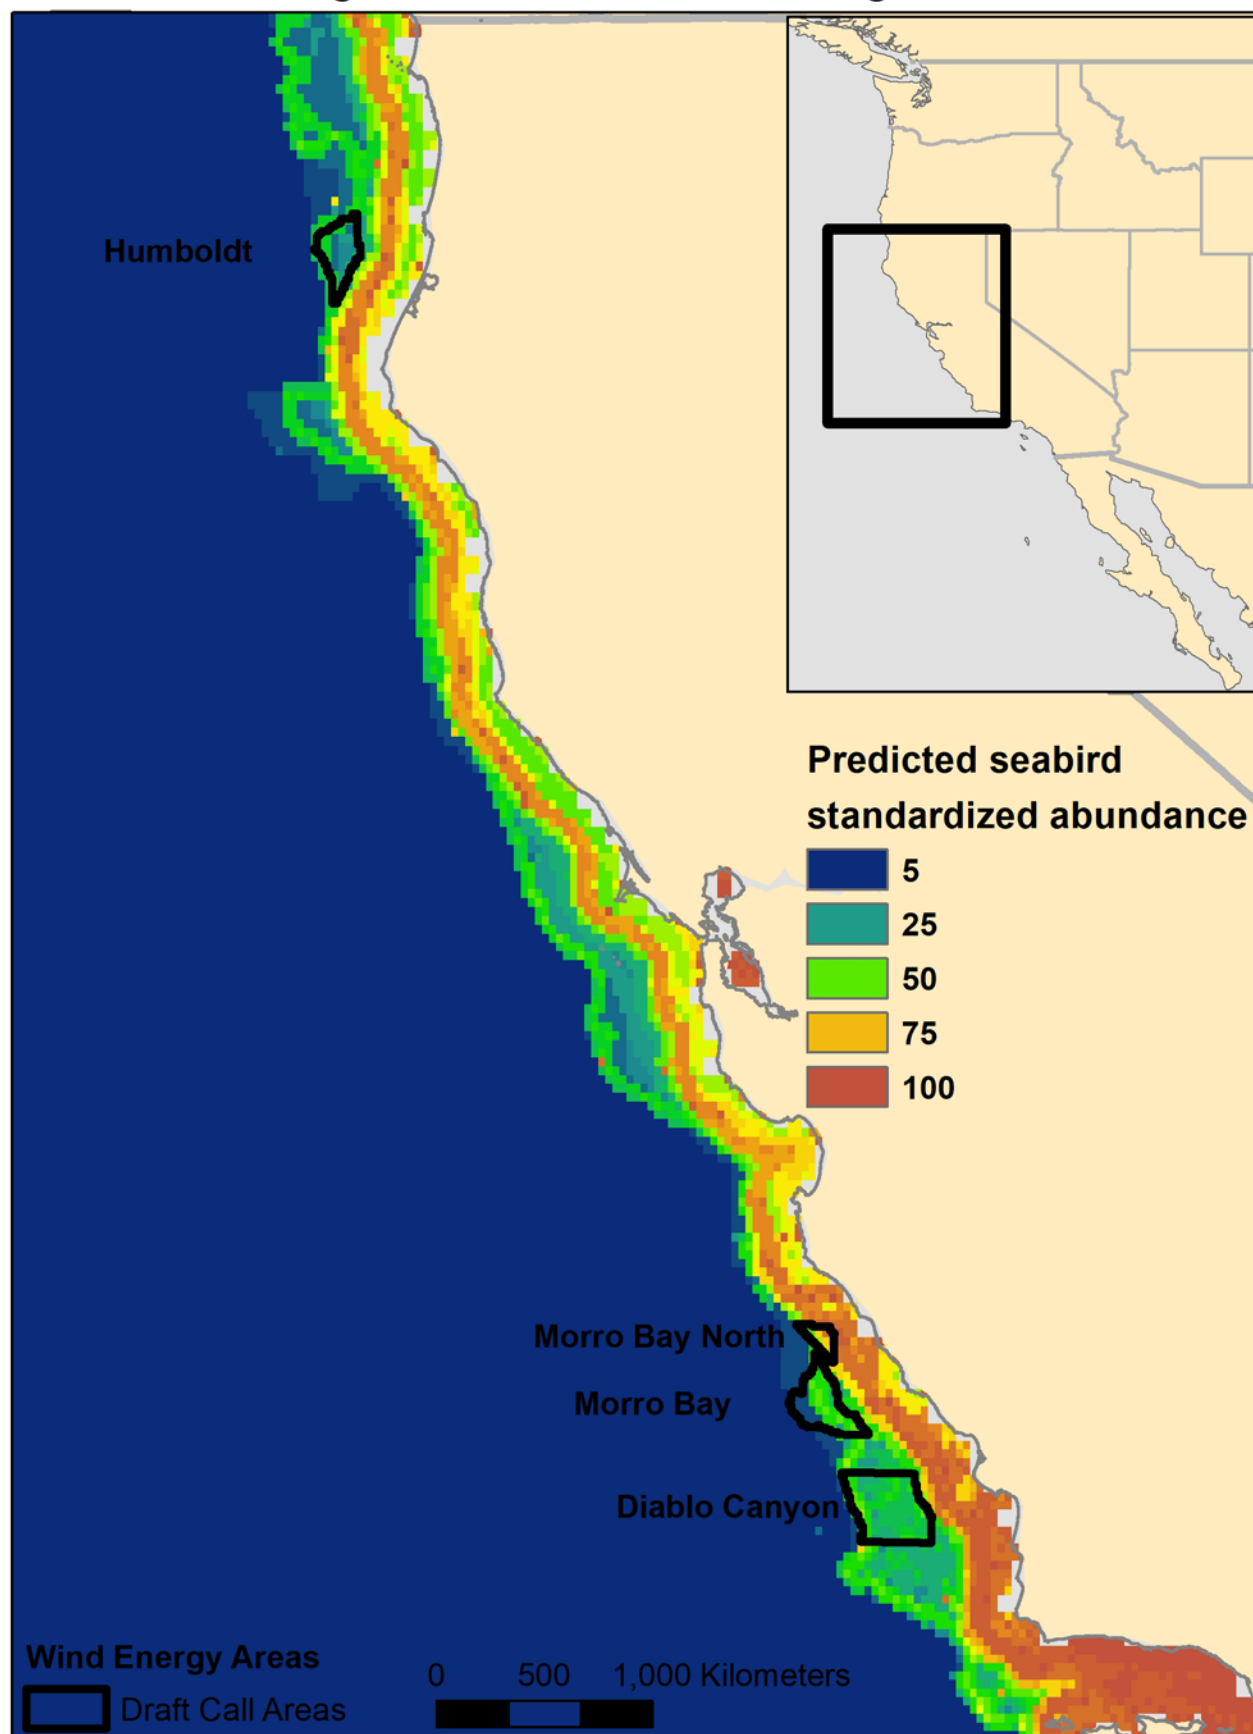 Humboldt
Predicted seabird
standardized abundance
5
25
50
75
100
Morro Bay North
Morro Bay
Diablo Canyon
Wind Energy Areas
Draft Call Areas
0 500 1,000 Kilometers